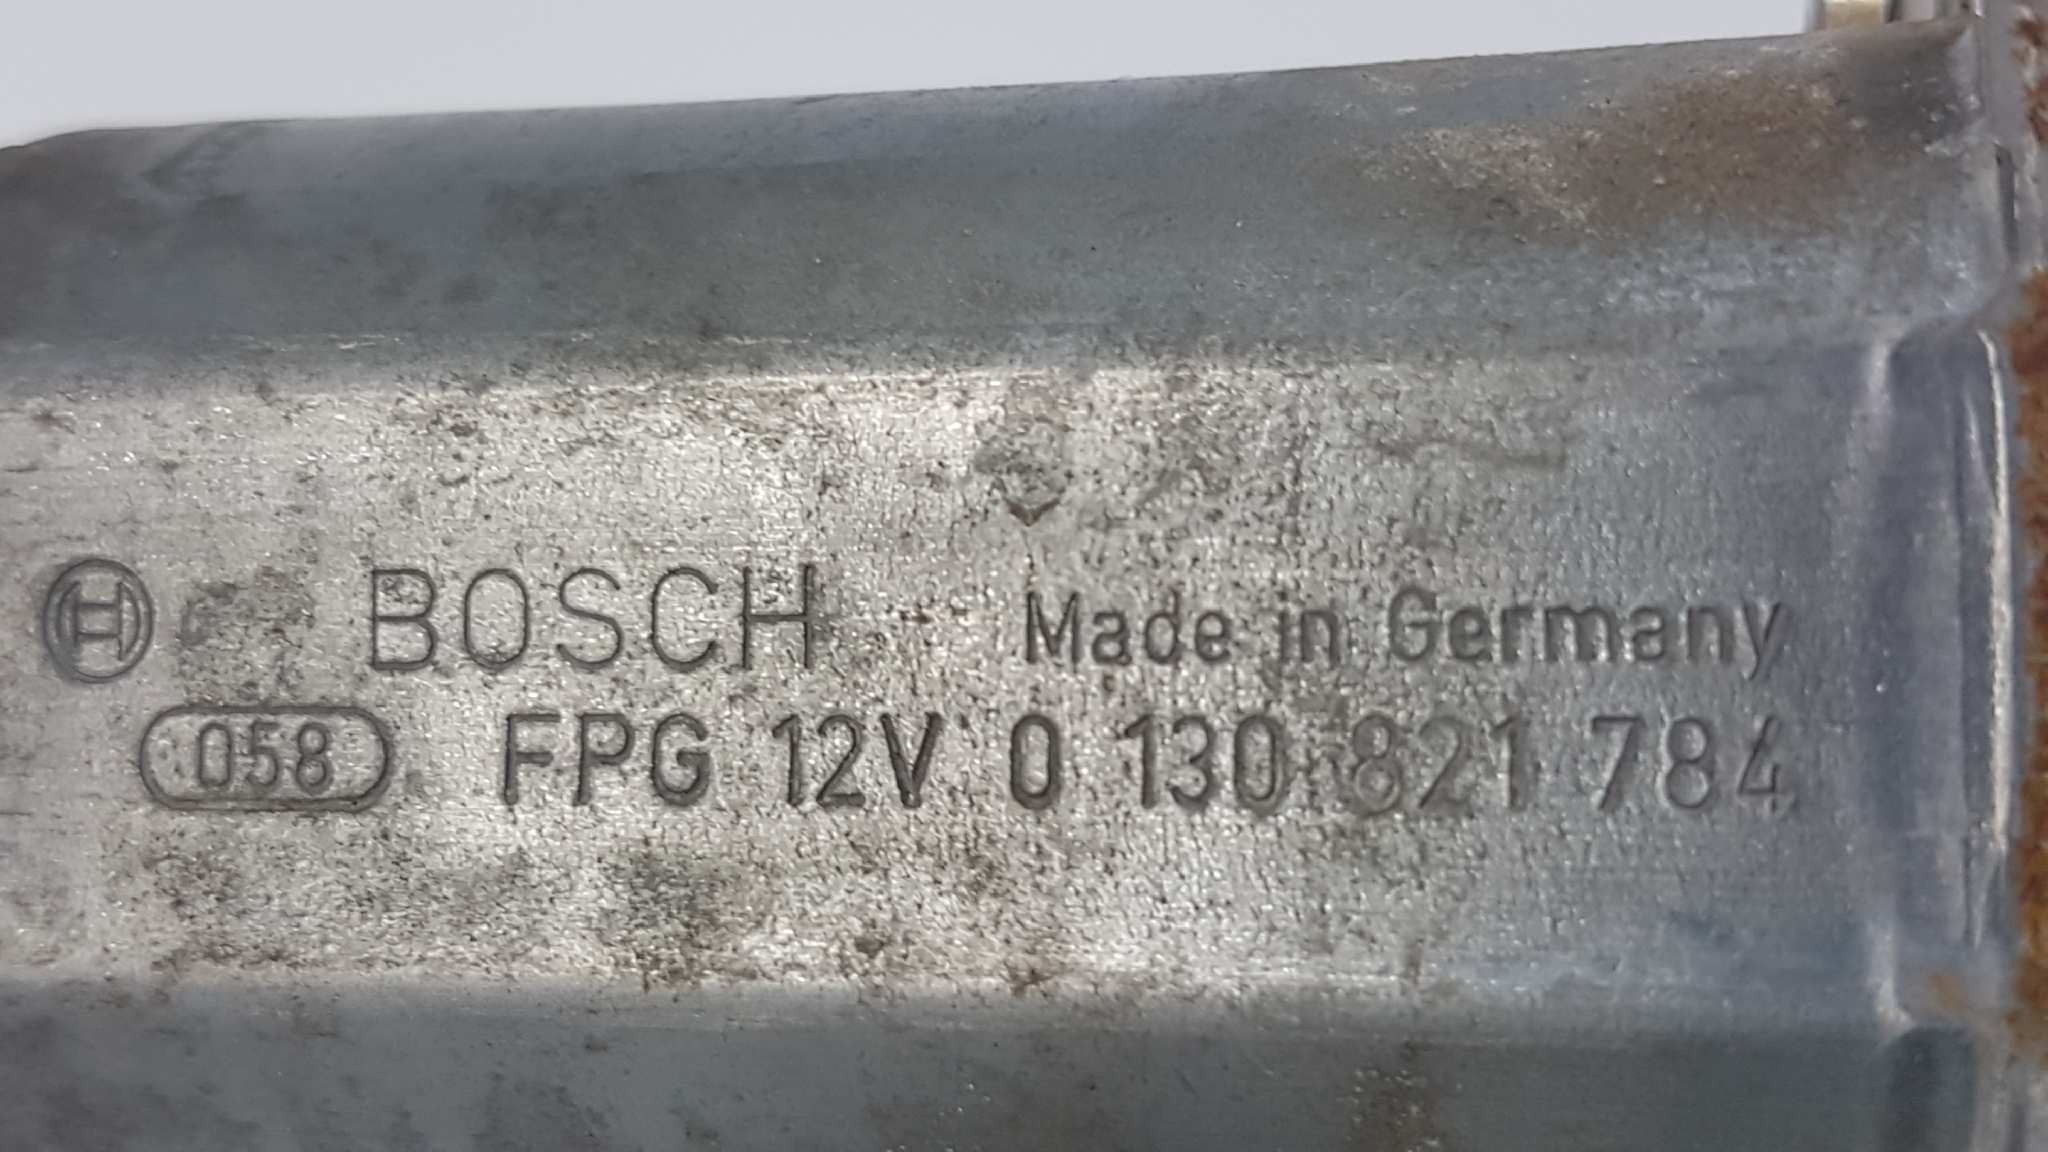 BOSCH Made in Germany
058 FPG 12V 0 130 821 784